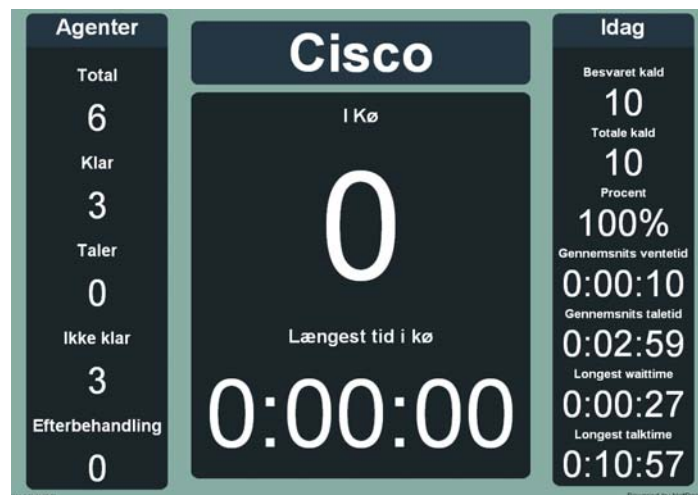 Agenter
Total
6
Klar
3
Taler
0
Ikke klar
3
Efterbehandling
0
Cisco
I Kø
0
Længest tid i kø
0:00:00
Idag
Besvaret kald
10
Totale kald
10
Procent
100%
Gennemsnits ventetid
0:00:10
Gennemsnits taletid
0:02:59
Longest waittime
0:00:27
Longest talktime
0:10:57